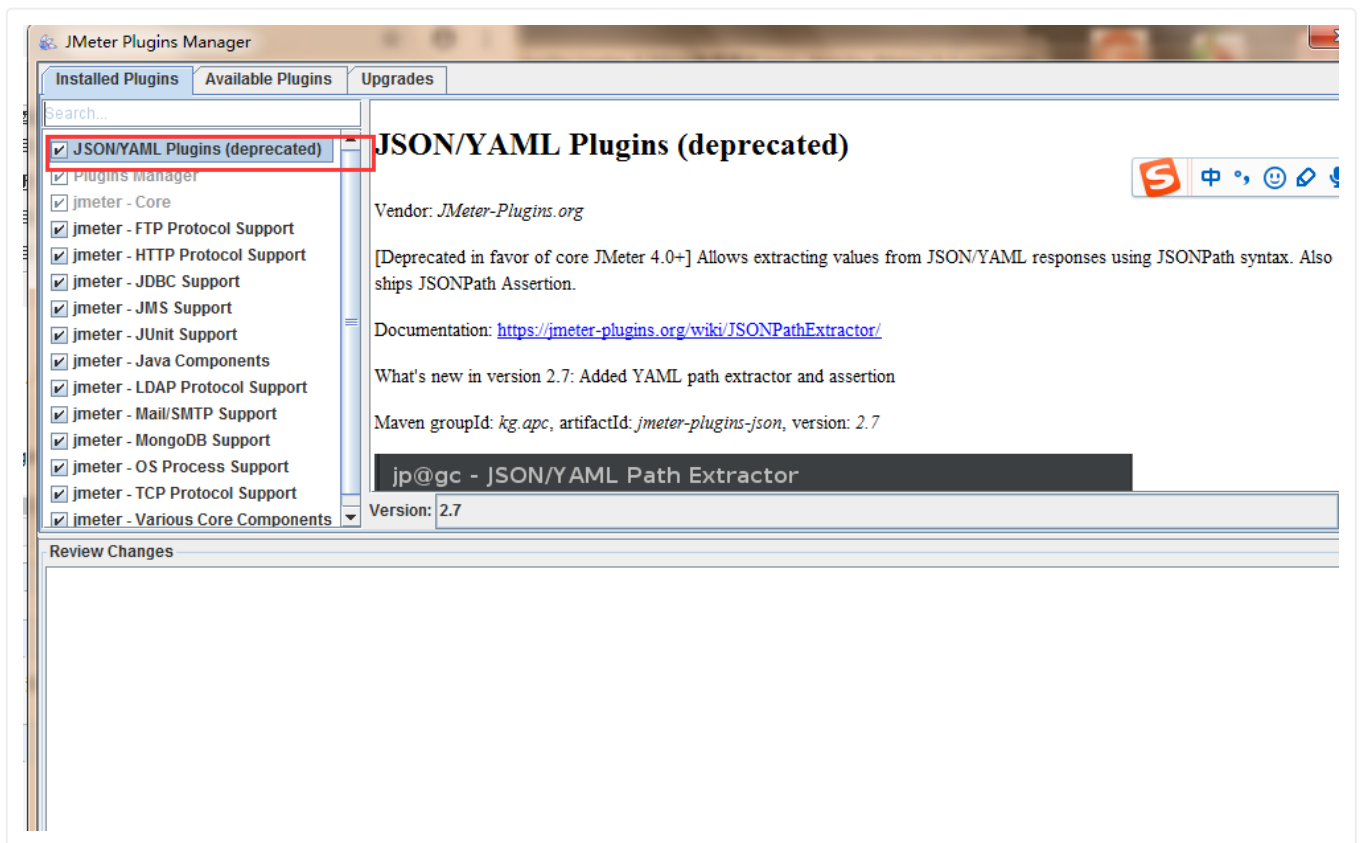 JMeter Plugins Manager
Installed Plugins
Available Plugins
Upgrades
Search...
JSON/YAML Plugins (deprecated)
Plugins Manager
jmeter - Core
jmeter - FTP Protocol Support
jmeter - HTTP Protocol Support
jmeter - JDBC Support
jmeter - JMS Support
jmeter - JUnit Support
jmeter - Java Components
jmeter - LDAP Protocol Support
jmeter - Mail/SMTP Support
jmeter - MongoDB Support
jmeter - OS Process Support
jmeter - TCP Protocol Support
jmeter - Various Core Components
JSON/YAML Plugins (deprecated)
中
Vendor: JMeter-Plugins.org
[Deprecated in favor of core JMeter 4.0+] Allows extracting values from JSON/YAML responses using JSONPath syntax. Also
ships JSONPath Assertion.
Documentation: https://jmeter-plugins.org/wiki/JSONPathExtractor/
What's new in version 2.7: Added YAML path extractor and assertion
Maven groupId: kg.apc, artifactId: jmeter-plugins-json, version: 2.7
jp@gc - JSON/YAML Path Extractor
Version: 2.7
Review Changes